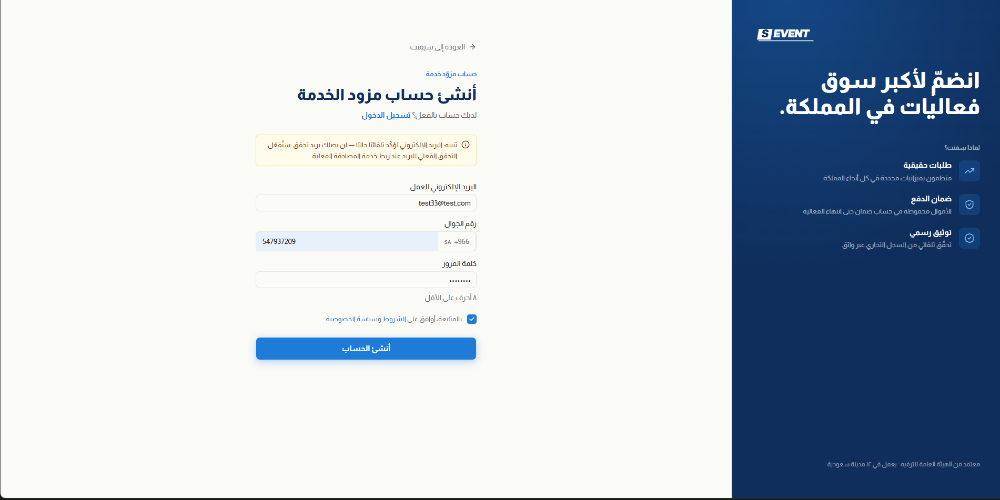 S EVENT
انضمّ لأكبر سوق
فعاليات في المملكة.
لماذا سِفنت؟
طلبات حقيقية
منظمون بميزانيات محددة في كل أنحاء المملكة
ضمان الدفع
الأموال محفوظة في حساب ضمان حتى انتهاء الفعالية
توثيق رسمي
تحقّق تلقائي من السجل التجاري عبر واثق
معتمد من الهيئة العامة للترفيه · يعمل في ١٢ مدينة سعودية
→ العودة إلى سِيفِنت
حساب مزوّد خدمة
أنشئ حساب مزود الخدمة
لديك حساب بالفعل؟ تسجيل الدخول
تنبيه: البريد الإلكتروني يُؤكَّد تلقائيًا حاليًا — لن يصلك بريد تحقق. سنُفعّل
التحقق الفعلي للبريد عند ربط خدمة المصادقة الفعلية.
البريد الإلكتروني للعمل
test33@test.com
رقم الجوال
SA +966 547937209
كلمة المرور
••••••••
٨ أحرف على الأقل
بالمتابعة، أوافق على الشروط وسياسة الخصوصية
أنشئ الحساب